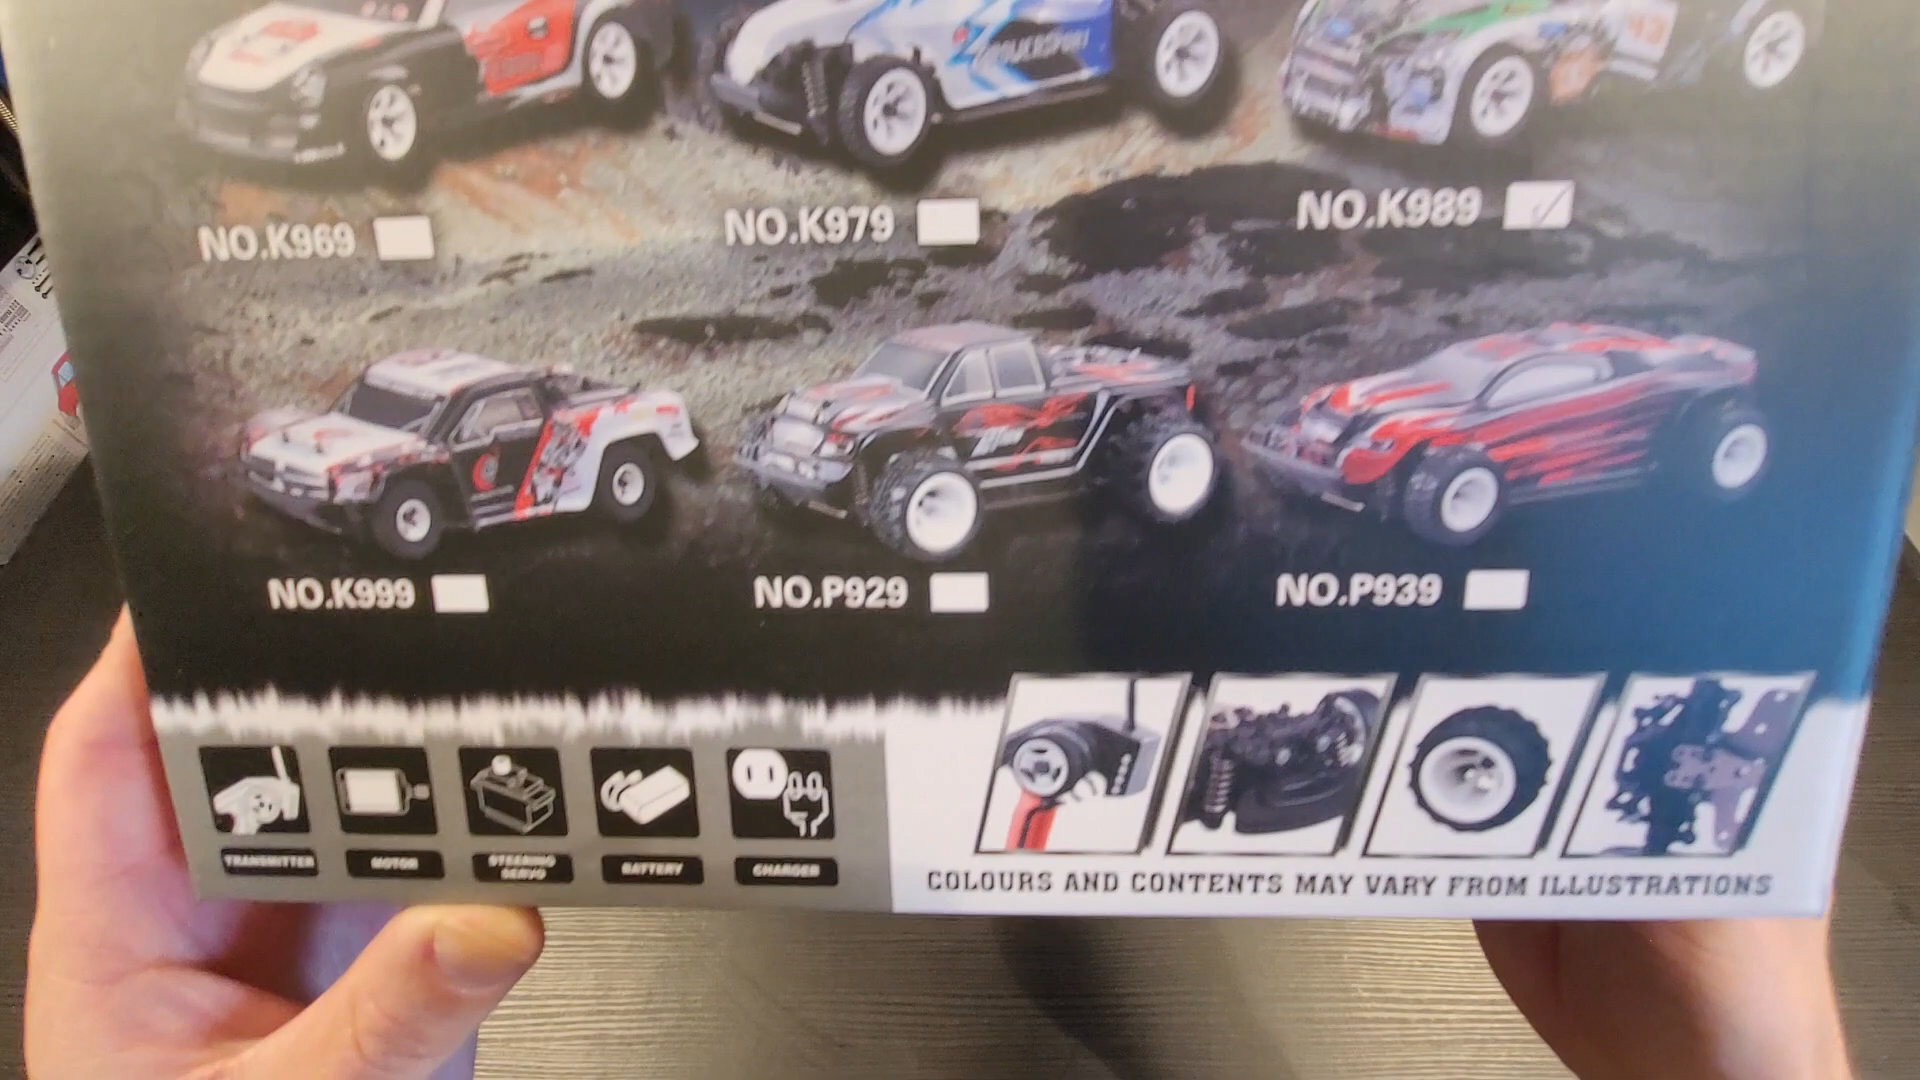 NO.K969
NO.K979
NO.K989
NO.K999
NO.P929
NO.P939
TRANSMITTER
MOTOR
STEERING
SERVO
BATTERY
CHARGER
COLOURS AND CONTENTS MAY VARY FROM ILLUSTRATIONS